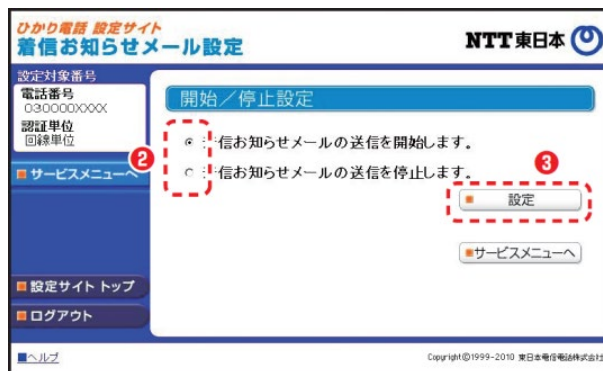 ひかり電話 設定サイト
着信お知らせメール設定
NTT東日本
設定対象番号
電話番号
030000XXXX
認証単位
回線単位
サービスメニューへ
設定サイト トップ
ログアウト
開始／停止設定
2
信お知らせメールの送信を開始します。
信お知らせメールの送信を停止します。
3
設定
サービスメニューへ
ヘルプ
Copyright©1999-2010 東日本電信電話株式会社